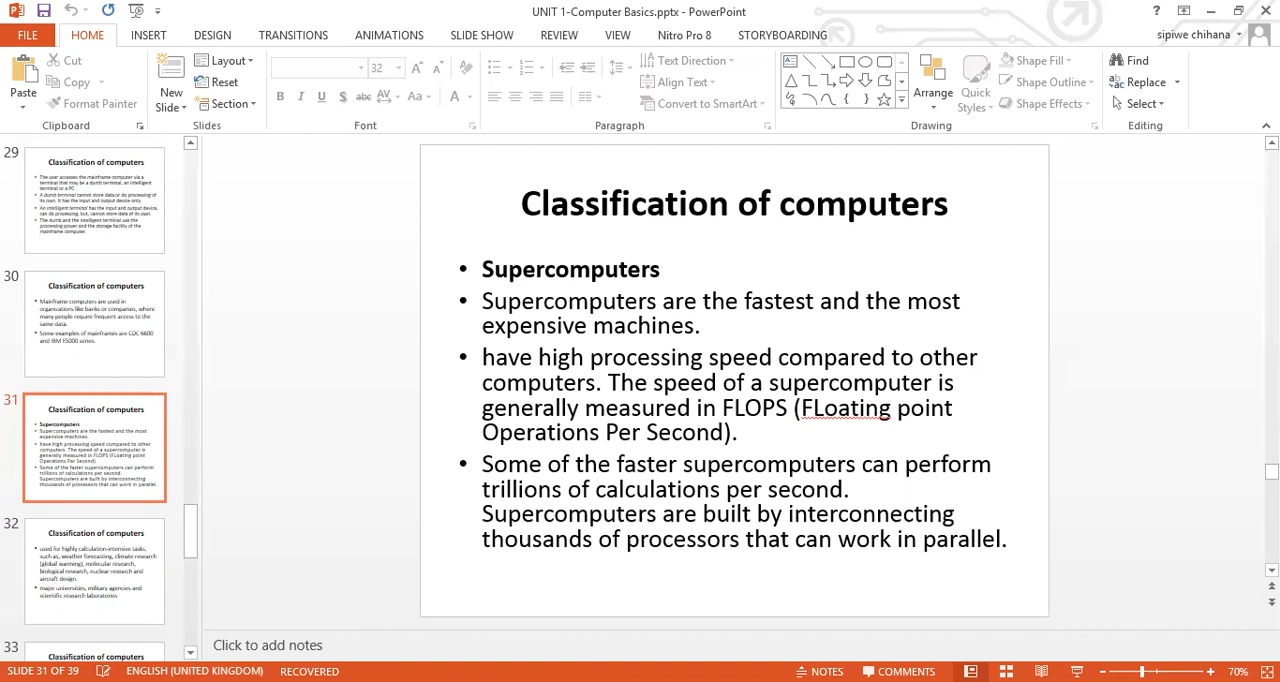 UNIT 1-Computer Basics.pptx - PowerPoint
FILE HOME INSERT DESIGN TRANSITIONS ANIMATIONS SLIDE SHOW REVIEW VIEW Nitro Pro 8 STORYBOARDING sipiwe chihana
Paste
Cut
Copy
Format Painter
Clipboard
New Slide
Layout
Reset
Section
Slides
32
B I U S abc AV Aa A
Font
Text Direction
Align Text
Convert to SmartArt
Paragraph
Arrange
Quick Styles
Shape Fill
Shape Outline
Shape Effects
Drawing
Find
Replace
Select
Editing
29
Classification of computers
• The user accesses the mainframe computer via a
terminal that may be a dumb terminal, an intelligent
terminal or a PC.
• A dumb terminal cannot store data or do processing of
its own. It has the input and output device only.
• An intelligent terminal has the input and output device,
can do processing, but, cannot store data of its own.
• The dumb and the intelligent terminal use the
processing power and the storage facility of the
mainframe computer.
30
Classification of computers
• Mainframe computers are used in
organizations like banks or companies, where
many people require frequent access to the
same data.
• Some examples of mainframes are CDC 6600
and IBM ES000 series.
31
Classification of computers
• Supercomputers
• Supercomputers are the fastest and the most
expensive machines.
• have high processing speed compared to other
computers. The speed of a supercomputer is
generally measured in FLOPS (FLoating point
Operations Per Second).
• Some of the faster supercomputers can perform
trillions of calculations per second.
Supercomputers are built by interconnecting
thousands of processors that can work in parallel.
32
Classification of computers
• used for highly calculation-intensive tasks,
such as, weather forecasting, climate research
(global warming), molecular research,
biological research, nuclear research and
aircraft design.
• major universities, military agencies and
scientific research laboratories
33
Classification of computers
Classification of computers
• Supercomputers
• Supercomputers are the fastest and the most
expensive machines.
• have high processing speed compared to other
computers. The speed of a supercomputer is
generally measured in FLOPS (FLoating point
Operations Per Second).
• Some of the faster supercomputers can perform
trillions of calculations per second.
Supercomputers are built by interconnecting
thousands of processors that can work in parallel.
Click to add notes
SLIDE 31 OF 39 ENGLISH (UNITED KINGDOM) RECOVERED NOTES COMMENTS 70%